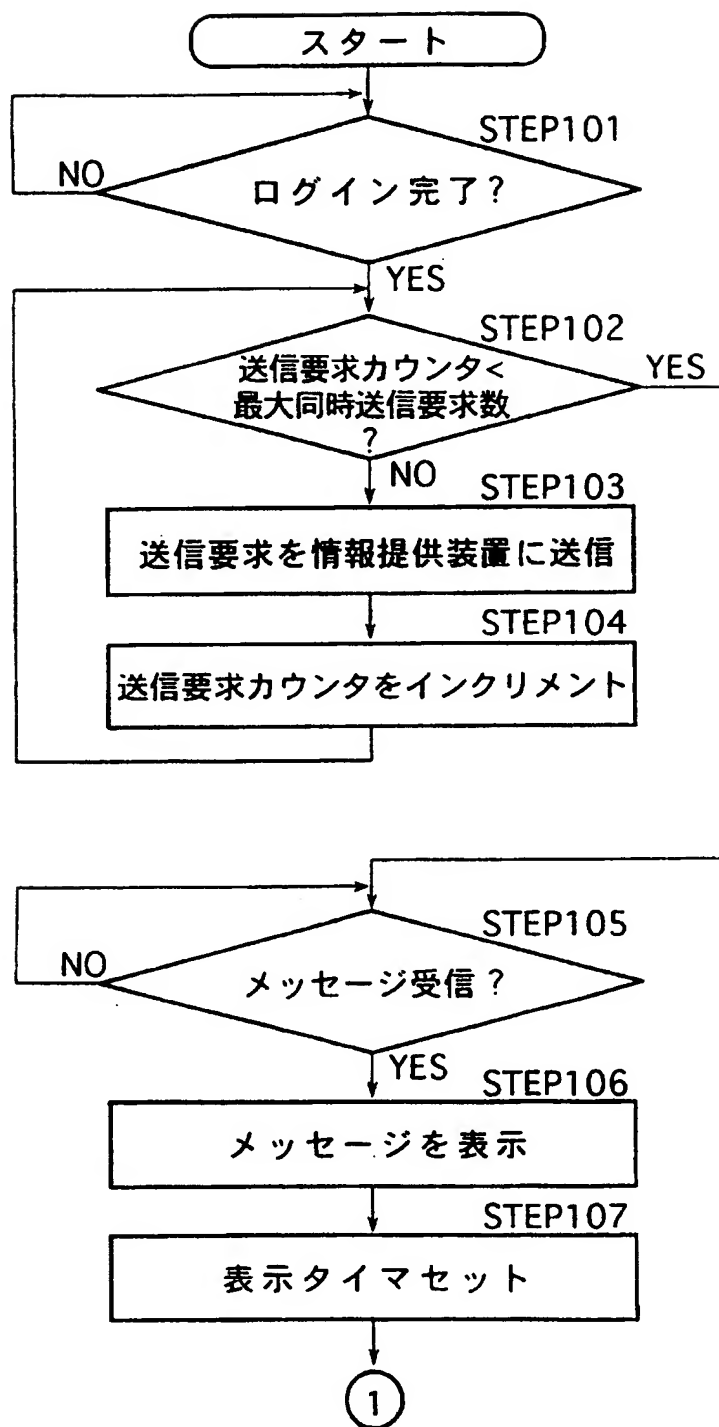 スタート
STEP101
NO
ログイン完了?
YES
STEP102
送信要求カウンタ<
YES
最大同時送信要求数
?
NO
STEP103
送信要求を情報提供装置に送信
STEP104
送信要求カウンタをインクリメント
STEP105
NO
メッセージ受信?
YES
STEP106
メッセージを表示
STEP107
表示タイマセット
1